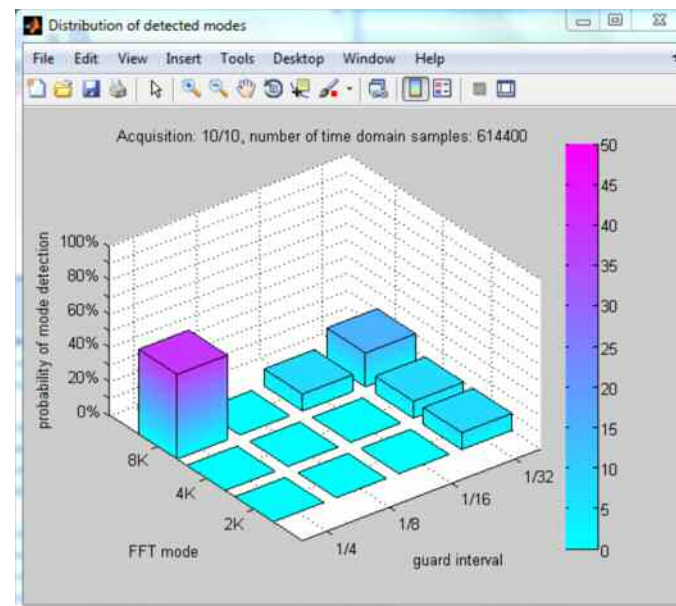 Distribution of detected modes
File Edit View Insert Tools Desktop Window Help
Acquisition: 10/10, number of time domain samples: 614400
probability of mode detection
100%
80%
60%
40%
20%
0%
8K
4K
2K
FFT mode
1/4
1/8
1/16
1/32
guard interval
50
45
40
35
30
25
20
15
10
5
0